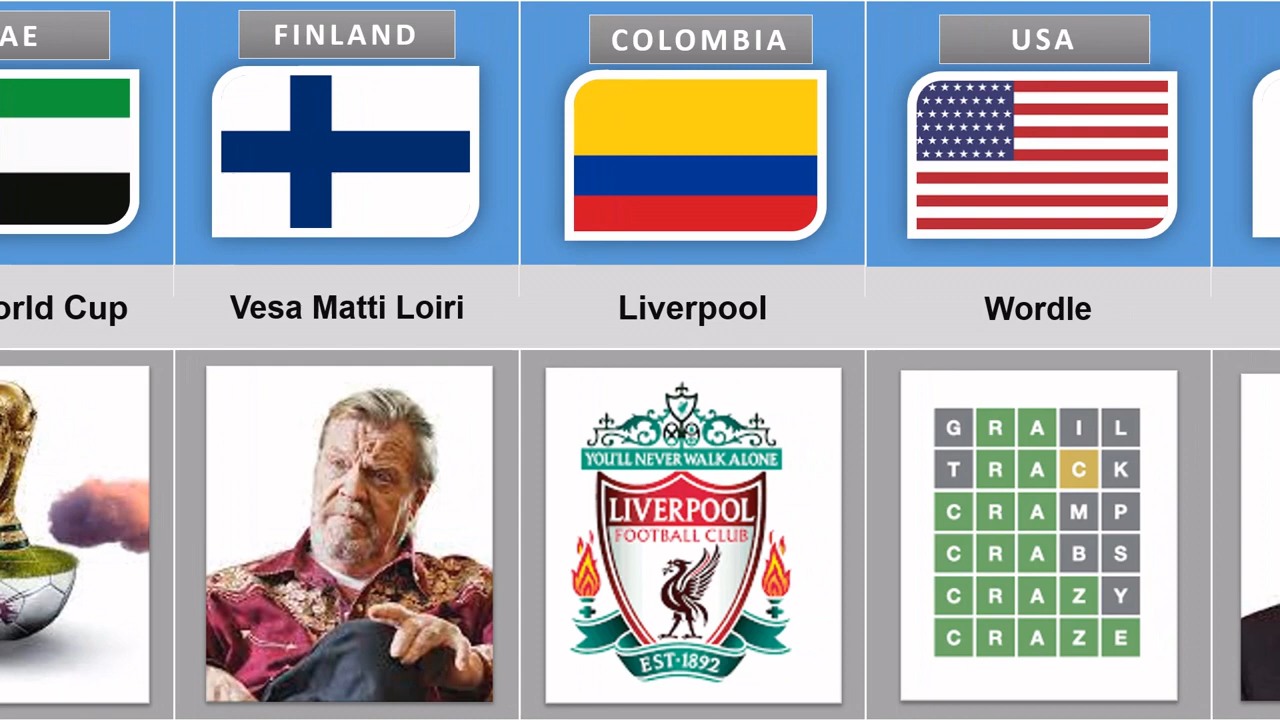 AE
FINLAND
COLOMBIA
USA
orld Cup
Vesa Matti Loiri
Liverpool
Wordle
YOU'LL NEVER WALK ALONE
LIVERPOOL
FOOTBALL CLUB
EST·1892
G R A I L
T R A C K
C R A M P
C R A B S
C R A Z Y
C R A Z E